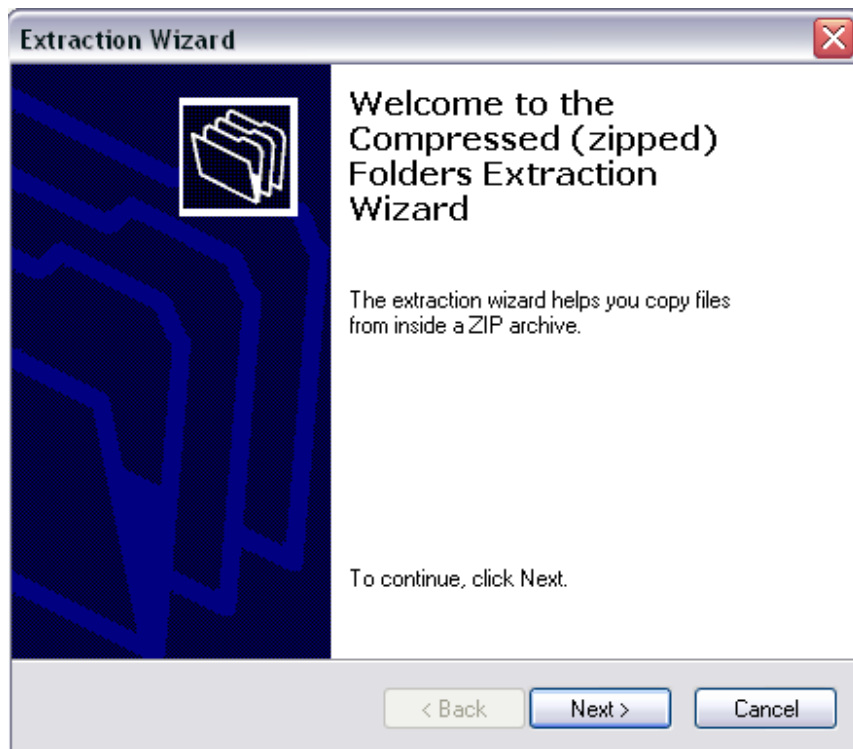 Extraction Wizard
Welcome to the
Compressed (zipped)
Folders Extraction
Wizard
The extraction wizard helps you copy files
from inside a ZIP archive.
To continue, click Next.
< Back Next > Cancel